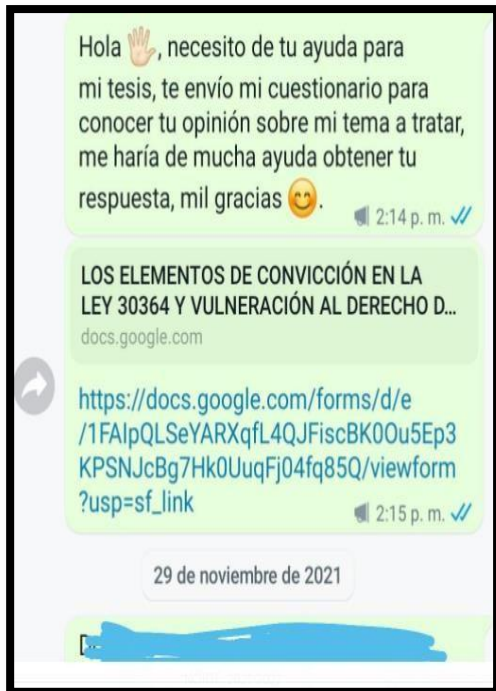 Hola 🖐🏻, necesito de tu ayuda para
mi tesis, te envío mi cuestionario para
conocer tu opinión sobre mi tema a tratar,
me haría de mucha ayuda obtener tu
respuesta, mil gracias 😊.
2:14 p. m.
LOS ELEMENTOS DE CONVICCIÓN EN LA
LEY 30364 Y VULNERACIÓN AL DERECHO D...
docs.google.com
https://docs.google.com/forms/d/e
/1FAIpQLSeYARXqfL4QJFiscBK0Ou5Ep3
KPSNJcBg7Hk0UuqFj04fq85Q/viewform
?usp=sf_link
2:15 p. m.
29 de noviembre de 2021